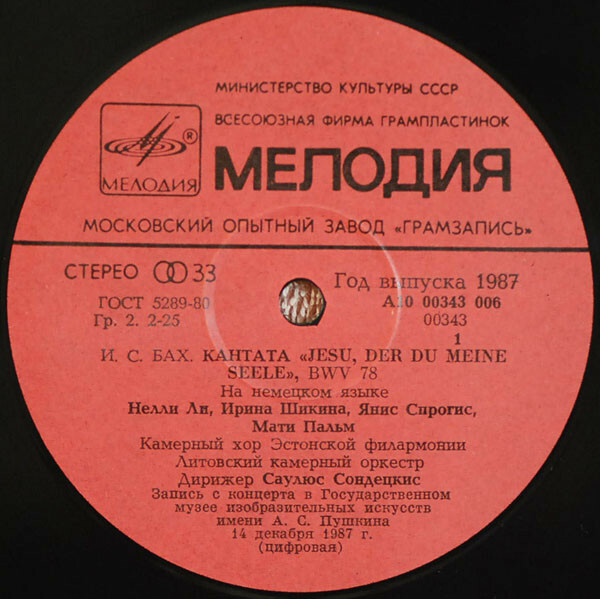 МИНИСТЕРСТВО КУЛЬТУРЫ СССР
ВСЕСОЮЗНАЯ ФИРМА ГРАМПЛАСТИНОК
®
МЕЛОДИЯ
МЕЛОДИЯ
МОСКОВСКИЙ ОПЫТНЫЙ ЗАВОД «ГРАМЗАПИСЬ»
СТЕРЕО 33
Год выпуска 1987
ГОСТ 5289-80
А10 00343 006
Гр. 2. 2-25
00343
1
И. С. БАХ. КАНТАТА «JESU, DER DU MEINE
SEELE», BWV 78
На немецком языке
Нелли Ли, Ирина Шикина, Янис Спрогис,
Мати Пальм
Камерный хор Эстонской филармонии
Литовский камерный оркестр
Дирижер Саулюс Сондецкис
Запись с концерта в Государственном
музее изобразительных искусств
имени А. С. Пушкина
14 декабря 1987 г.
(цифровая)